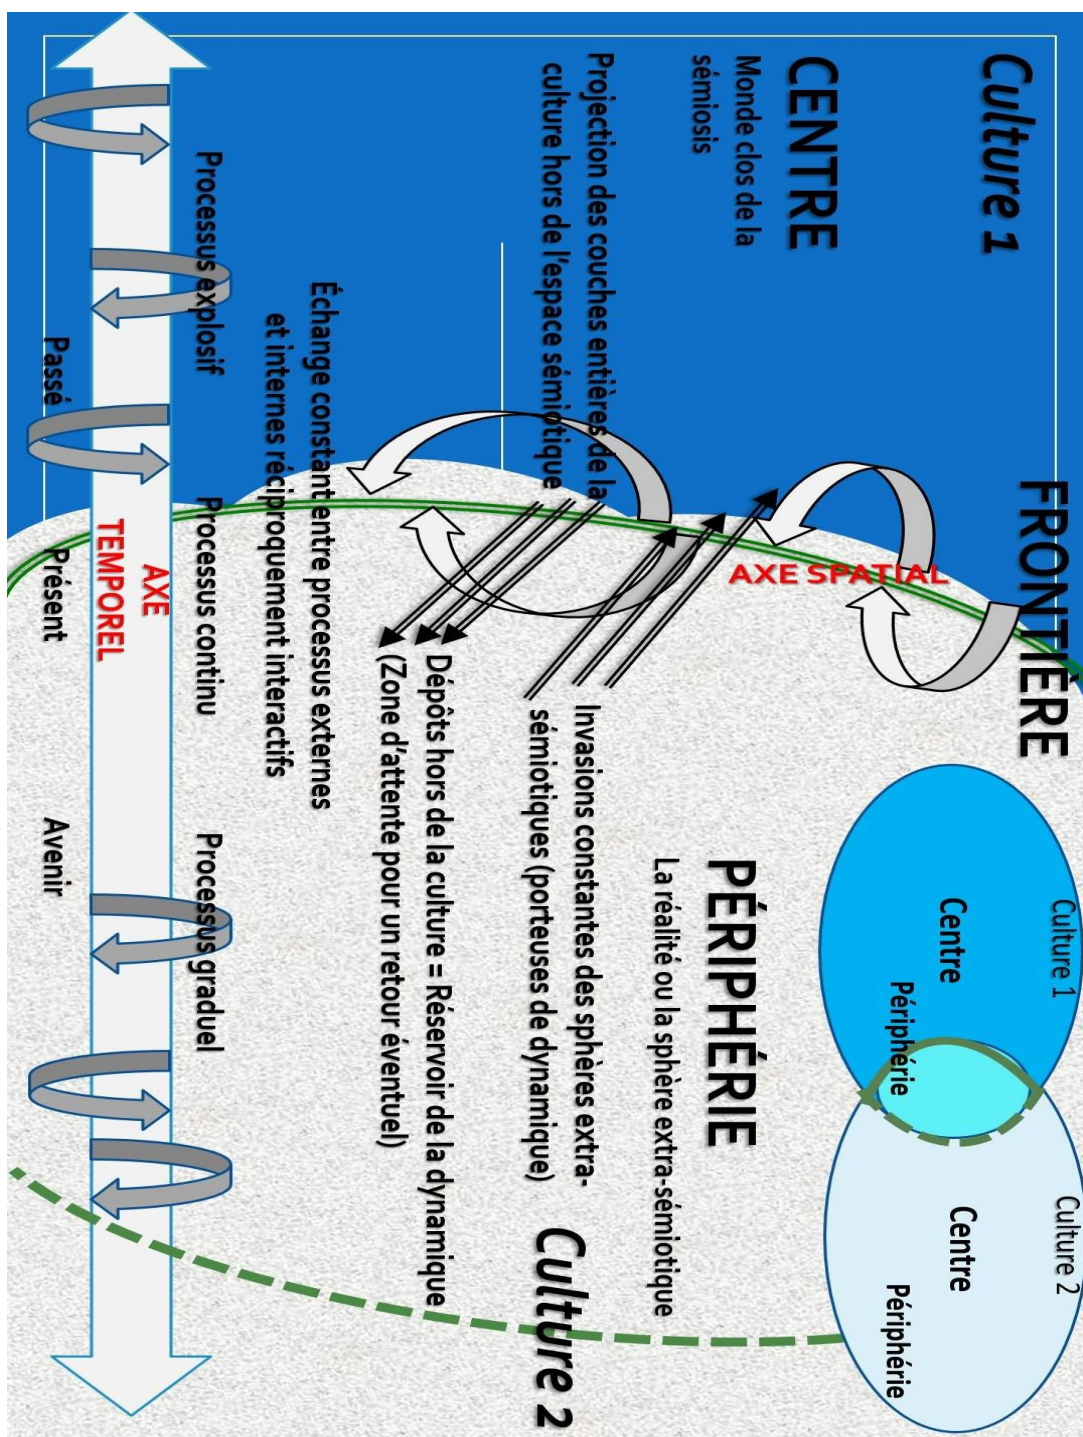 Culture 1
CENTRE
Monde clos de la
sémiosis
Projection des couches entières de la
culture hors de l'espace sémiotique
FRONTIÈRE
AXE SPATIAL
Culture 1
Centre
Périphérie
Culture 2
Centre
Périphérie
PÉRIPHÉRIE
La réalité ou la sphère extra-sémiotique
Invasions constantes des sphères extra-
sémiotiques (porteuses de dynamique)
Culture 2
Dépôts hors de la culture = Réservoir de la dynamique
(Zone d'attente pour un retour éventuel)
Échange constant entre processus externes
et internes réciproquement interactifs
Processus explosif
Processus continu
Processus graduel
AXE
TEMPOREL
Passé
Présent
Avenir